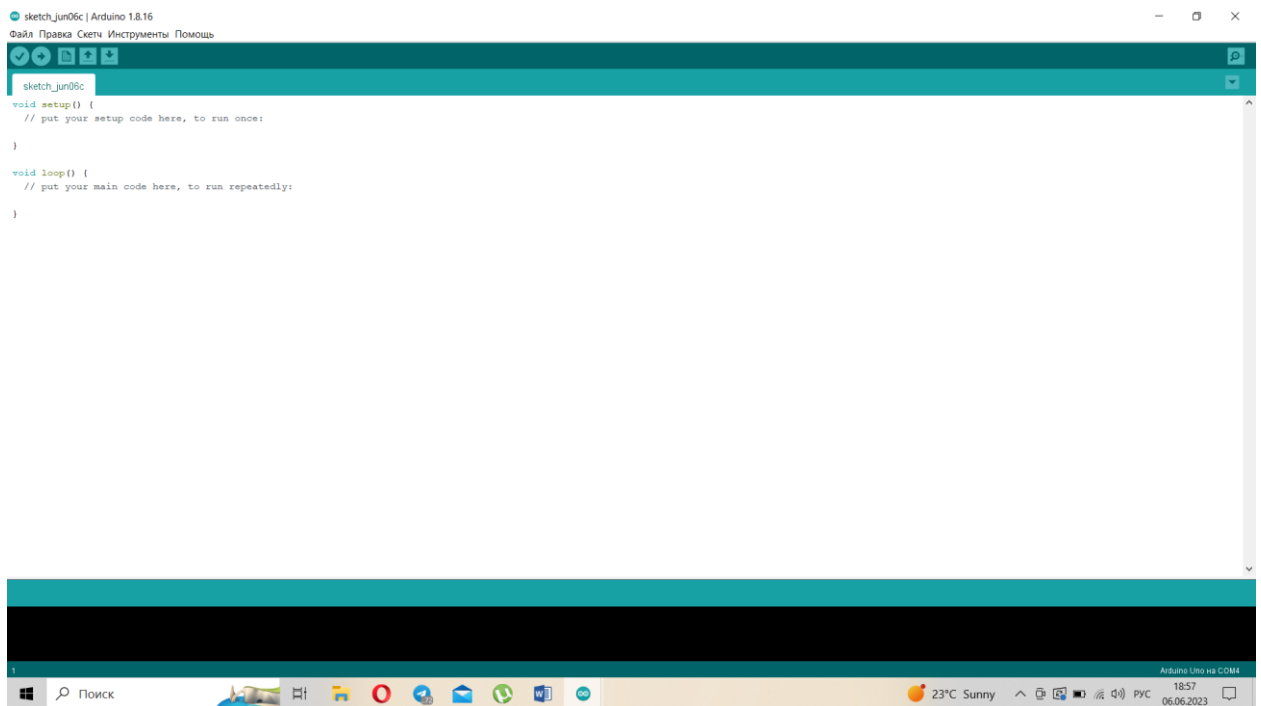 sketch_jun06c | Arduino 1.8.16
Файл Правка Скетч Инструменты Помощь
sketch_jun06c
void setup() {
  // put your setup code here, to run once:
}
void loop() {
  // put your main code here, to run repeatedly:
}
1
Arduino Uno на COM4
Поиск
23°C Sunny
РУС
18:57
06.06.2023